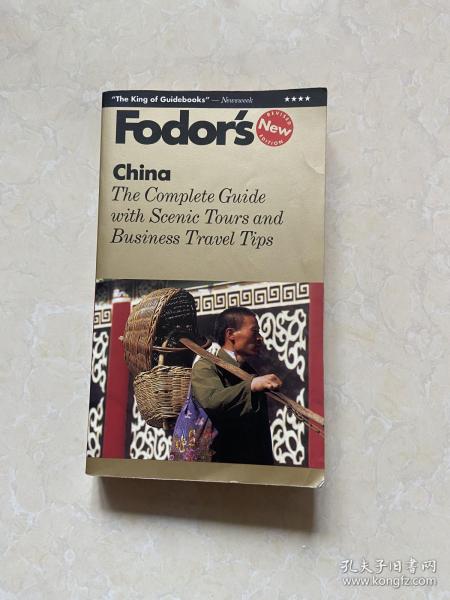 "The King of Guidebooks" — Newsweek ★★★★
Fodor's
REVISED
New
EDITION
China
The Complete Guide
with Scenic Tours and
Business Travel Tips
孔夫子旧书网
www.kongfz.com